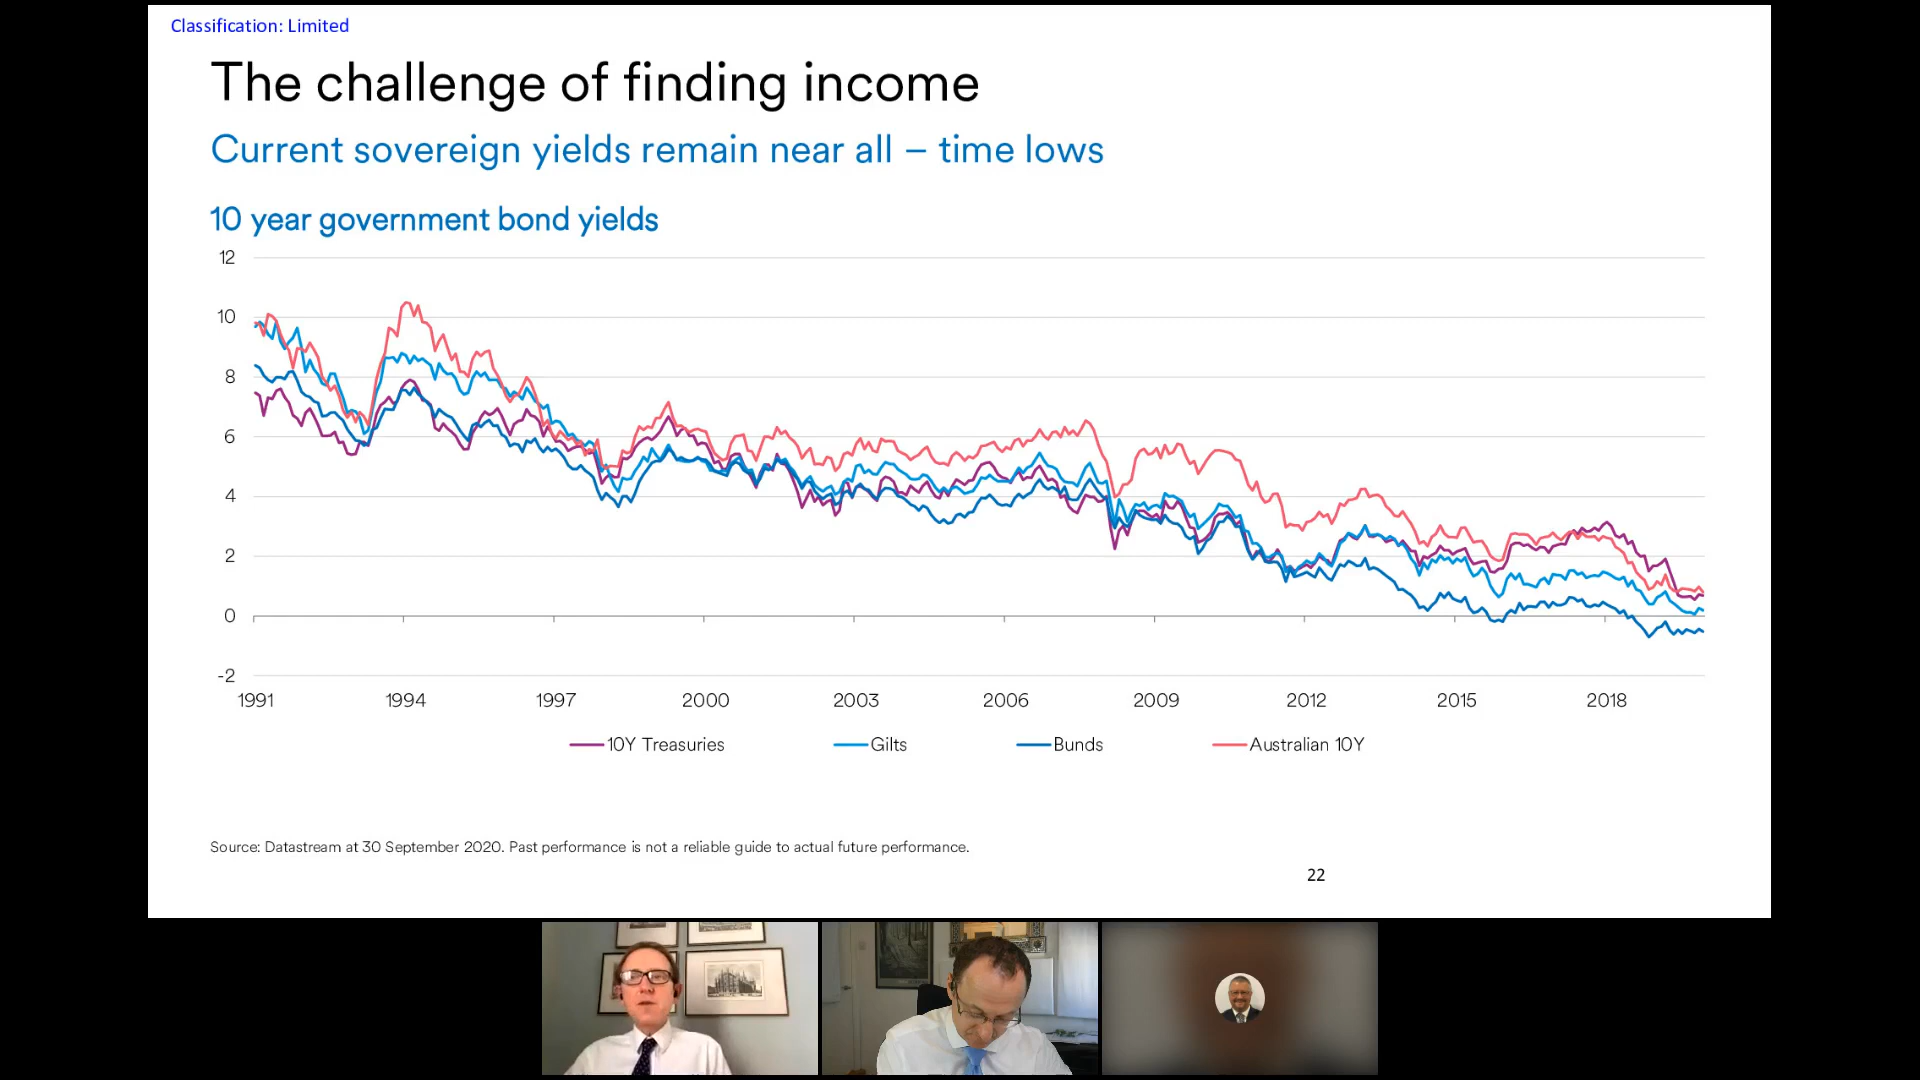 Classification: Limited
The challenge of finding income
Current sovereign yields remain near all – time lows
10 year government bond yields
12
10
8
6
4
2
0
-2
1991 1994 1997 2000 2003 2006 2009 2012 2015 2018
10Y Treasuries Gilts Bunds Australian 10Y
Source: Datastream at 30 September 2020. Past performance is not a reliable guide to actual future performance.
22